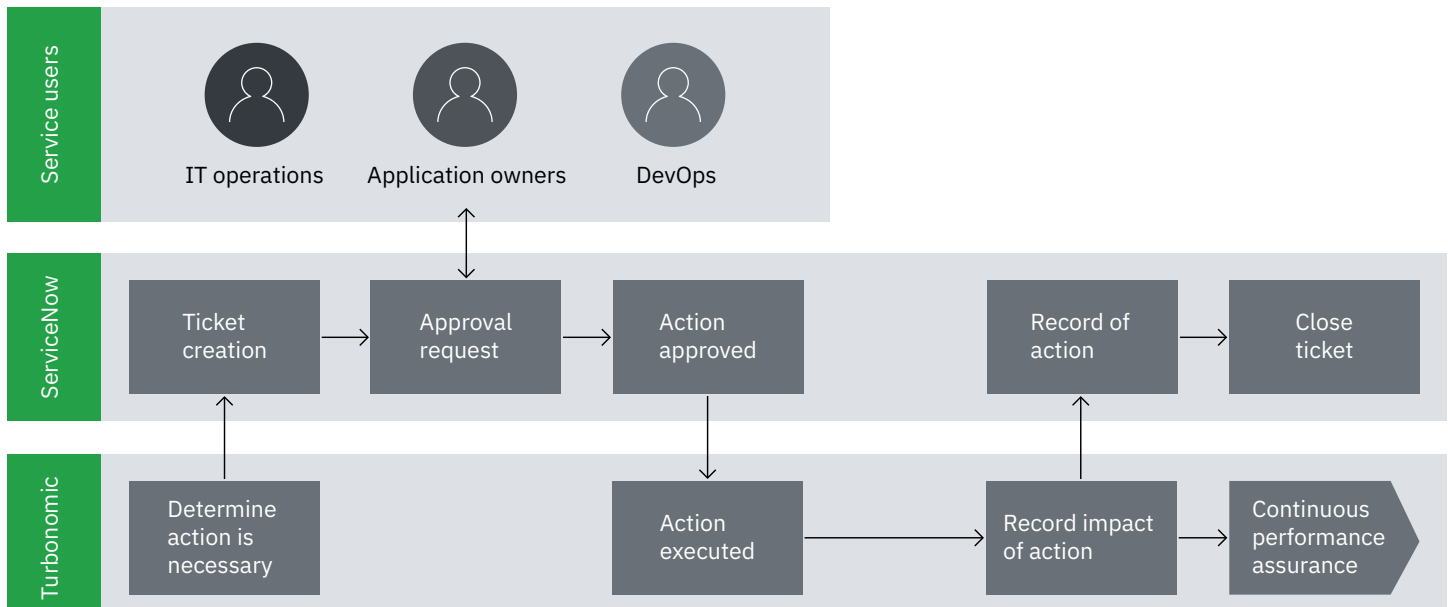 Service users
IT operations
Application owners
DevOps
ServiceNow
Ticket
creation
Approval
request
Action
approved
Record of
action
Close
ticket
Turbonomic
Determine
action is
necessary
Action
executed
Record impact
of action
Continuous
performance
assurance